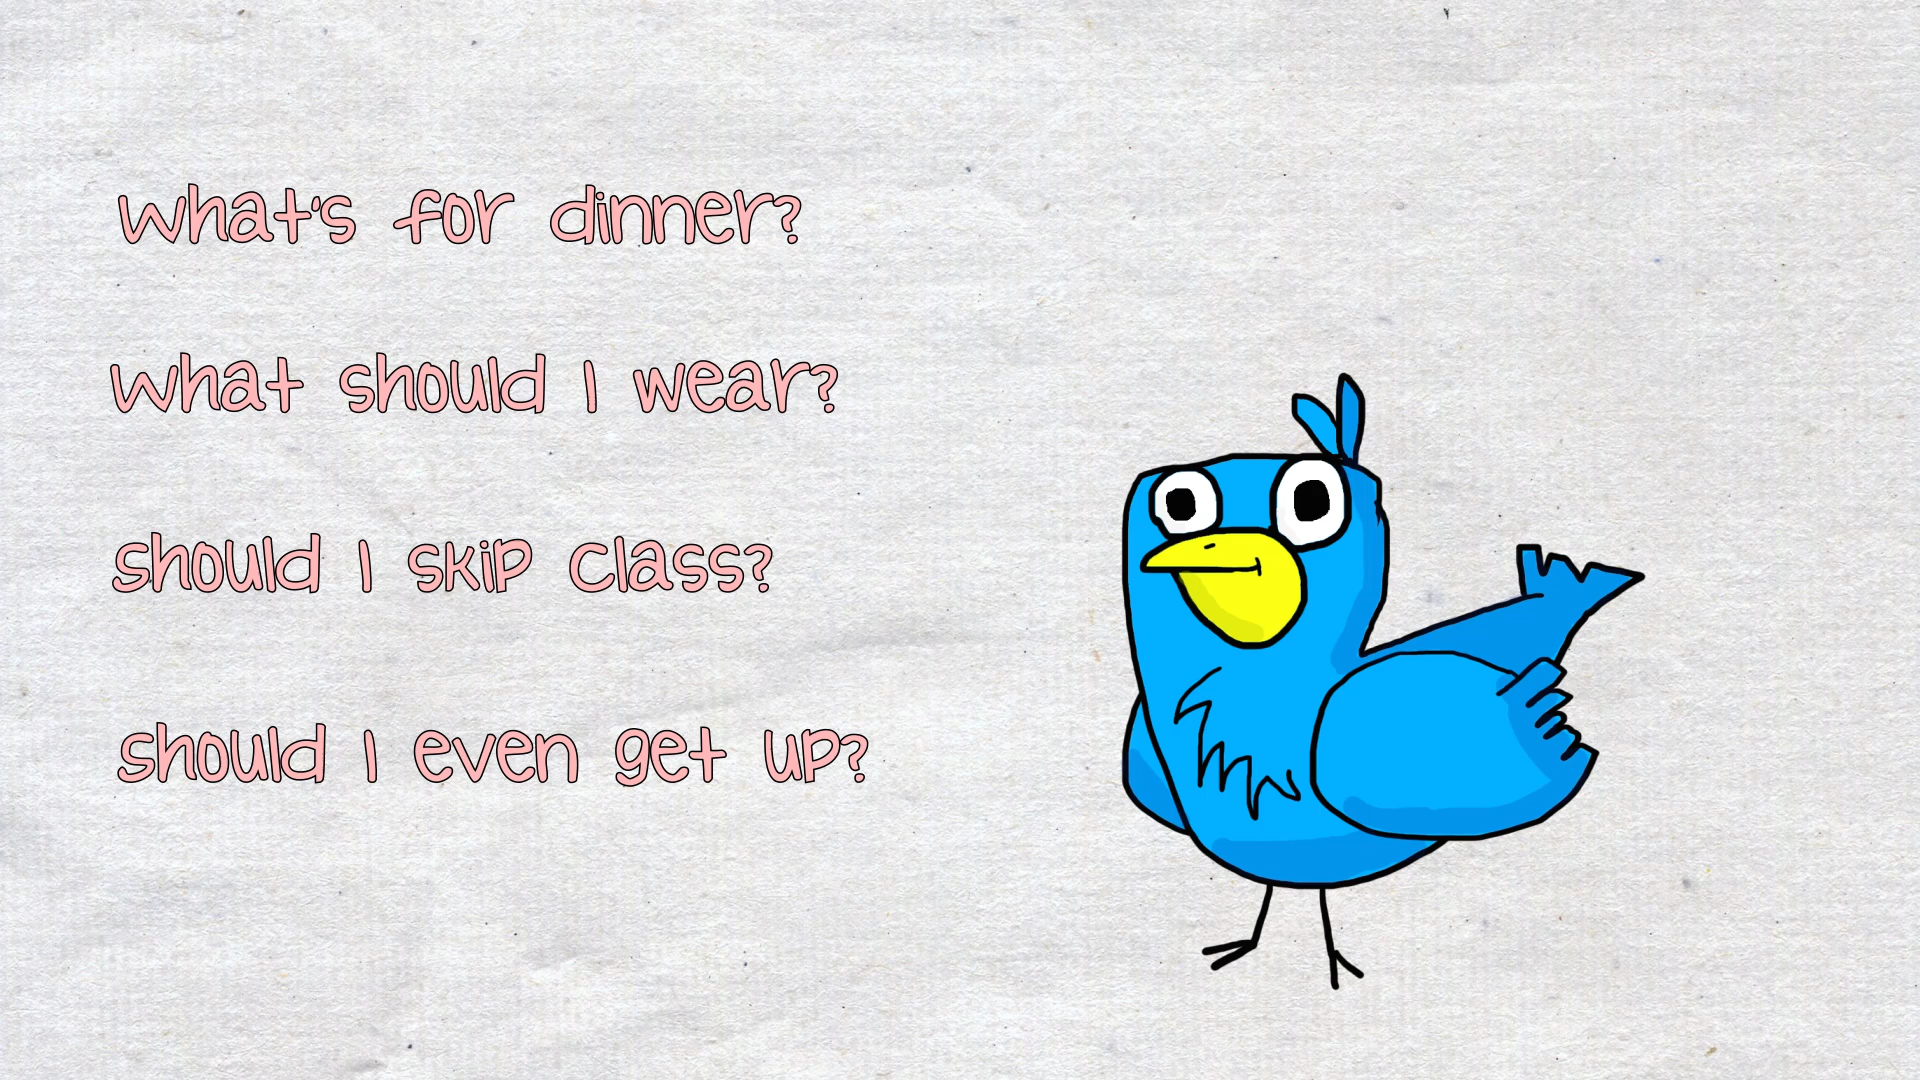 What's for dinner?
What should I wear?
Should I skip class?
Should I even get up?